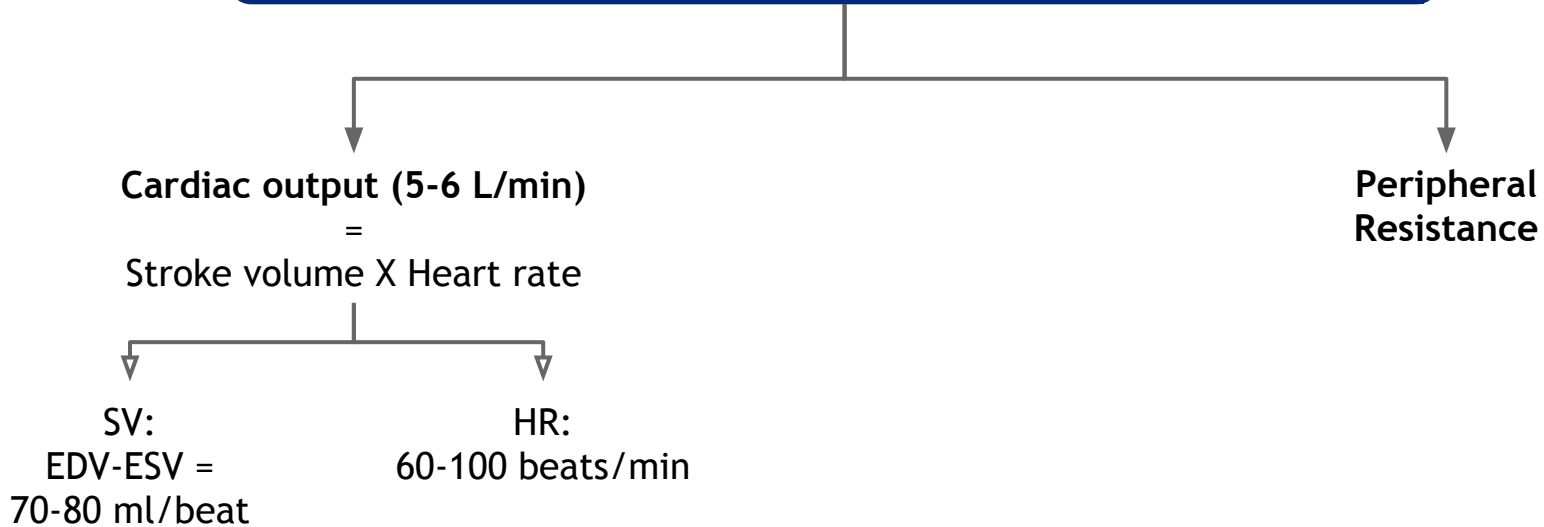 Cardiac output (5-6 L/min)
=
Stroke volume X Heart rate
Peripheral
Resistance
SV:
EDV-ESV =
70-80 ml/beat
HR:
60-100 beats/min